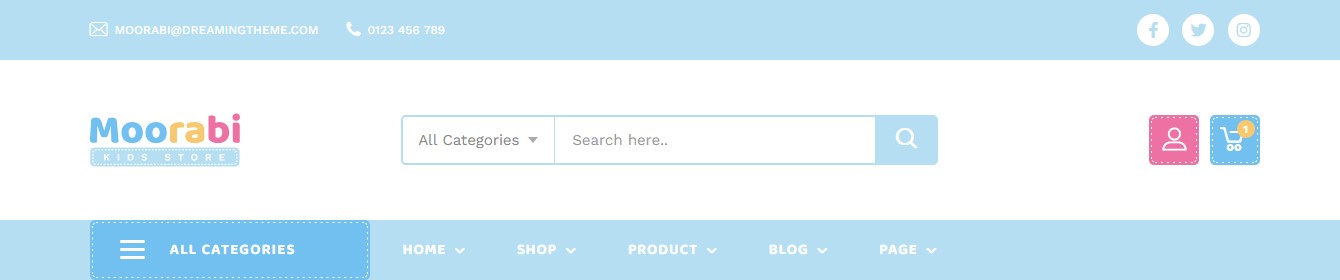 MOORABI@DREAMINGTHEME.COM 0123 456 789
Moorabi
KIDS STORE
All Categories Search here..
1
ALL CATEGORIES HOME SHOP PRODUCT BLOG PAGE